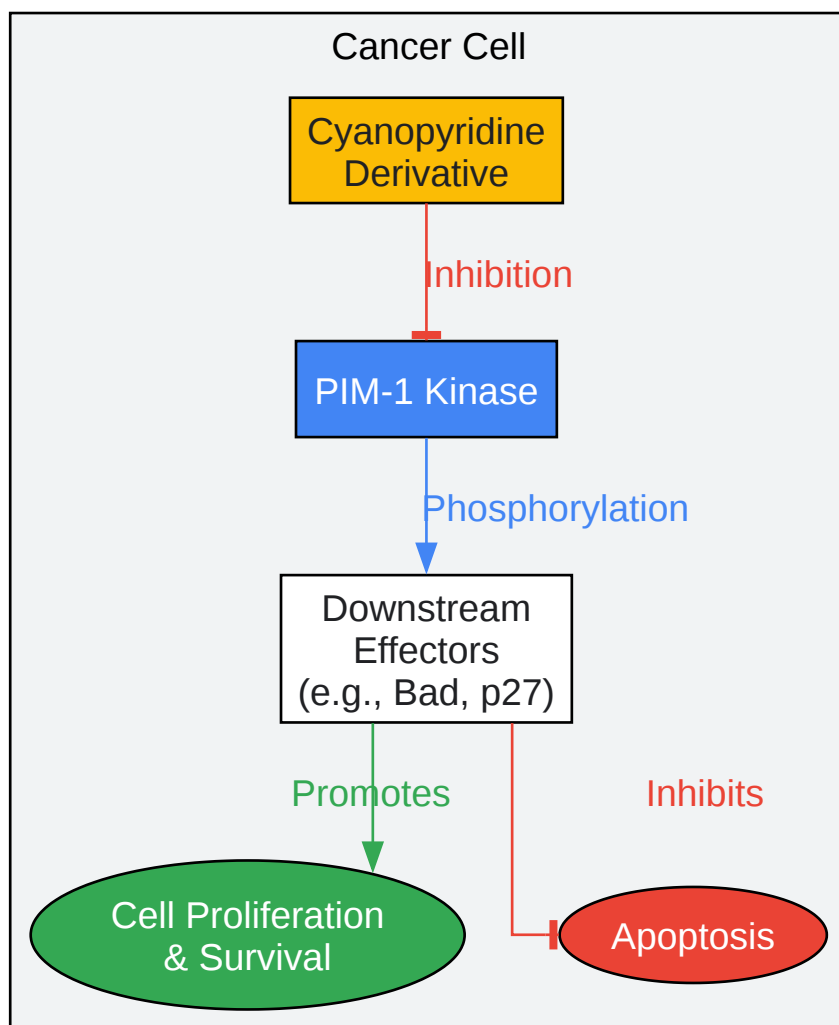 Cancer Cell
Cyanopyridine
Derivative
Inhibition
PIM-1 Kinase
Phosphorylation
Downstream
Effectors
(e.g., Bad, p27)
Promotes
Inhibits
Cell Proliferation
& Survival
Apoptosis